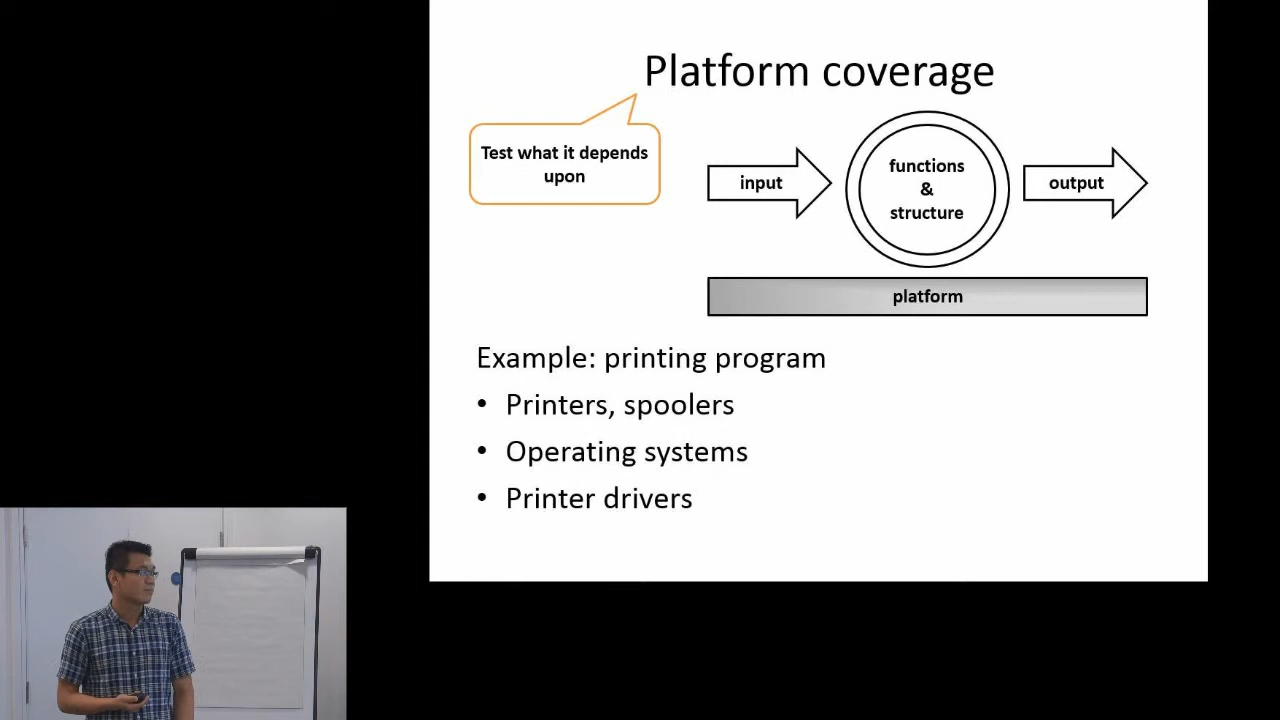 Platform coverage
Test what it depends
upon
input
functions
&
structure
output
platform
Example: printing program
• Printers, spoolers
• Operating systems
• Printer drivers